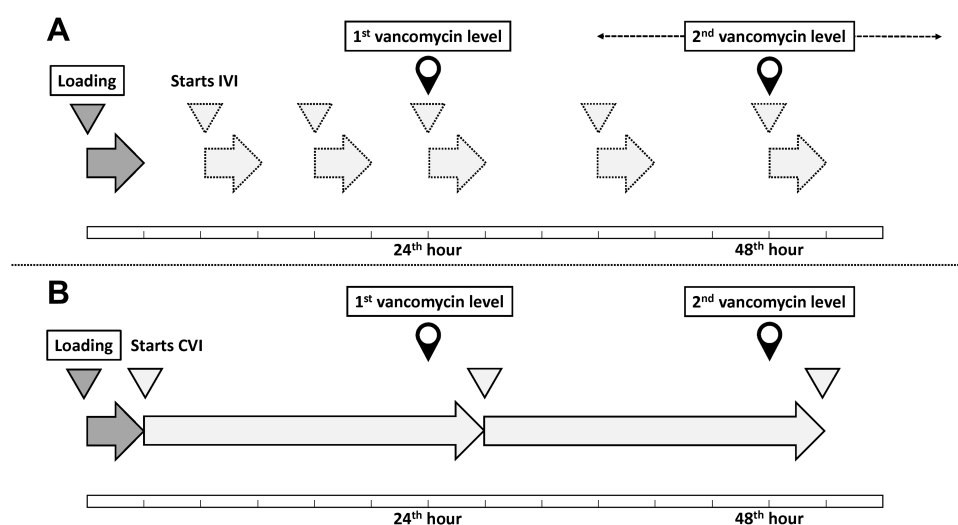 A
1st vancomycin level
2nd vancomycin level
Loading
Starts IVI
24th hour
48th hour
B
1st vancomycin level
2nd vancomycin level
Loading
Starts CVI
24th hour
48th hour